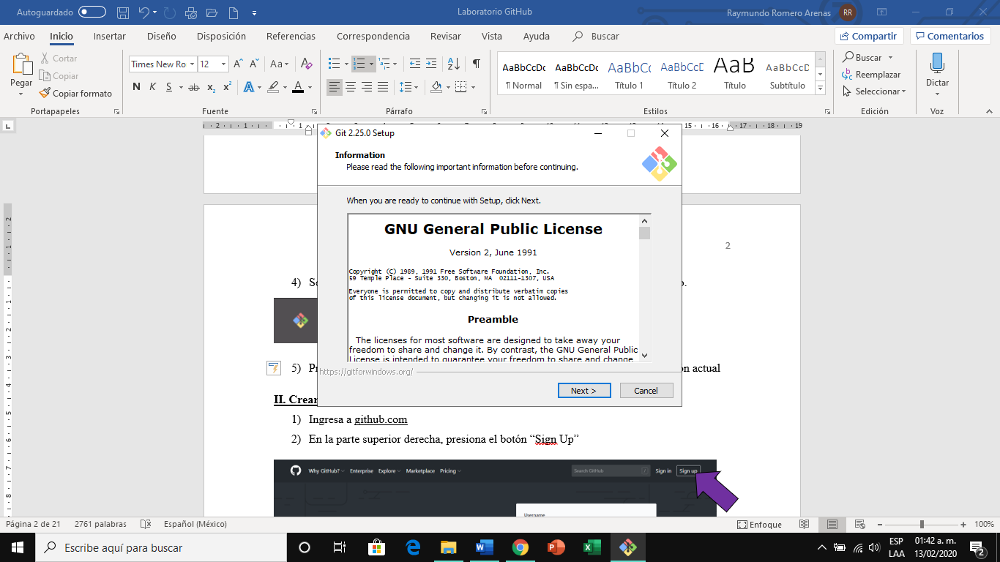 Autoguardado
Laboratorio GitHub
Raymundo Romero Arenas
RR
Archivo Inicio Insertar Diseño Disposición Referencias Correspondencia Revisar Vista Ayuda Buscar
Compartir
Comentarios
Pegar
Cortar
Copiar
Copiar formato
Portapapeles
Times New Ro 12
Fuente
Párrafo
AaBbCcDc AaBbCcDc AaBbCc AaBbCcD AaB AaBbCcD
¶ Normal ¶ Sin espa... Título 1 Título 2 Título Subtítulo
Estilos
Buscar
Reemplazar
Seleccionar
Edición
Dictar
Voz
Git 2.25.0 Setup
Information
Please read the following important information before continuing.
When you are ready to continue with Setup, click Next.
GNU General Public License
Version 2, June 1991
Copyright (C) 1989, 1991 Free Software Foundation, Inc.
59 Temple Place - Suite 330, Boston, MA 02111-1307, USA
Everyone is permitted to copy and distribute verbatim copies
of this license document, but changing it is not allowed.
Preamble
The licenses for most software are designed to take away your
freedom to share and change it. By contrast, the GNU General Public
License is intended to guarantee your freedom to share and change
https://gitforwindows.org/
Next >
Cancel
2
4)
5)
actual
II. Crear
1) Ingresa a github.com
2) En la parte superior derecha, presiona el botón “Sign Up”
Why GitHub? Enterprise Explore Marketplace Pricing Search GitHub Sign in Sign up
Username
Página 2 de 21 2761 palabras Español (México) Enfoque 100%
Escribe aquí para buscar
ESP
LAA
01:42 a. m.
13/02/2020
2